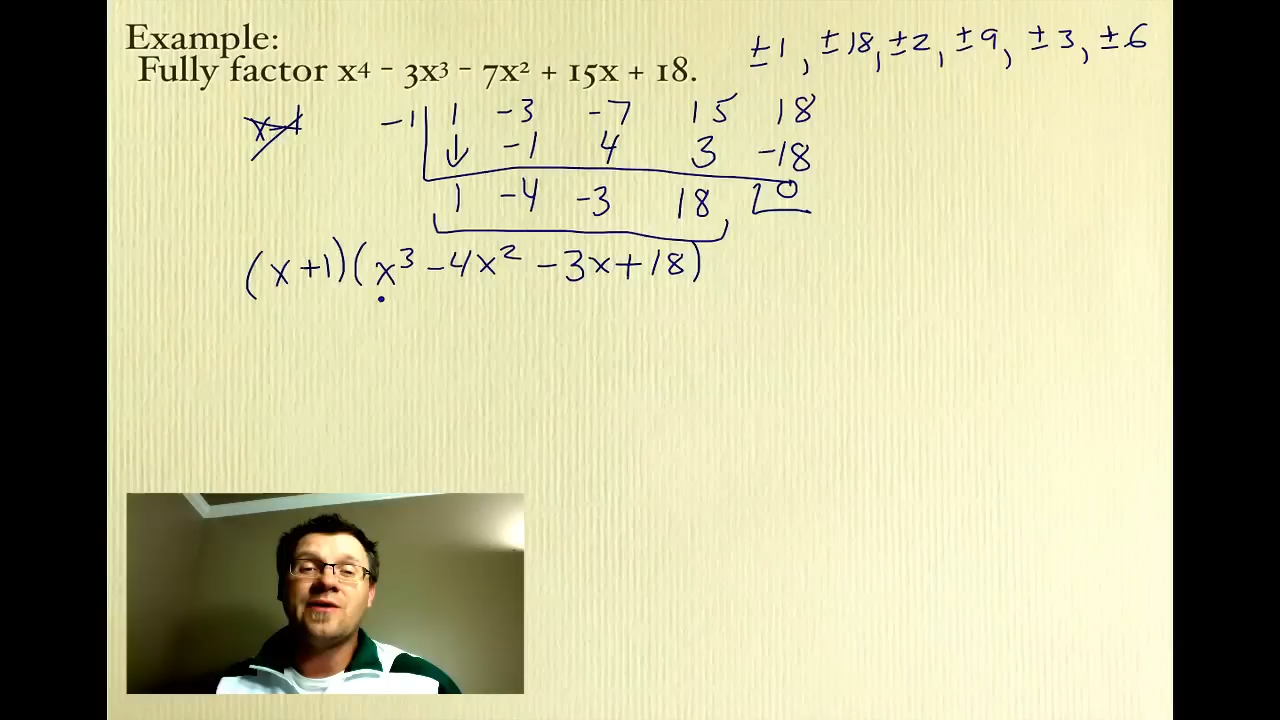 Example:
Fully factor x⁴ - 3x³ - 7x² + 15x + 18.
±1, ±18, ±2, ±9, ±3, ±6
x-1
-1 | 1 -3 -7 15 18
↓ -1 4 3 -18
1 -4 -3 18 0
(x+1)(x³ -4x² -3x+18)